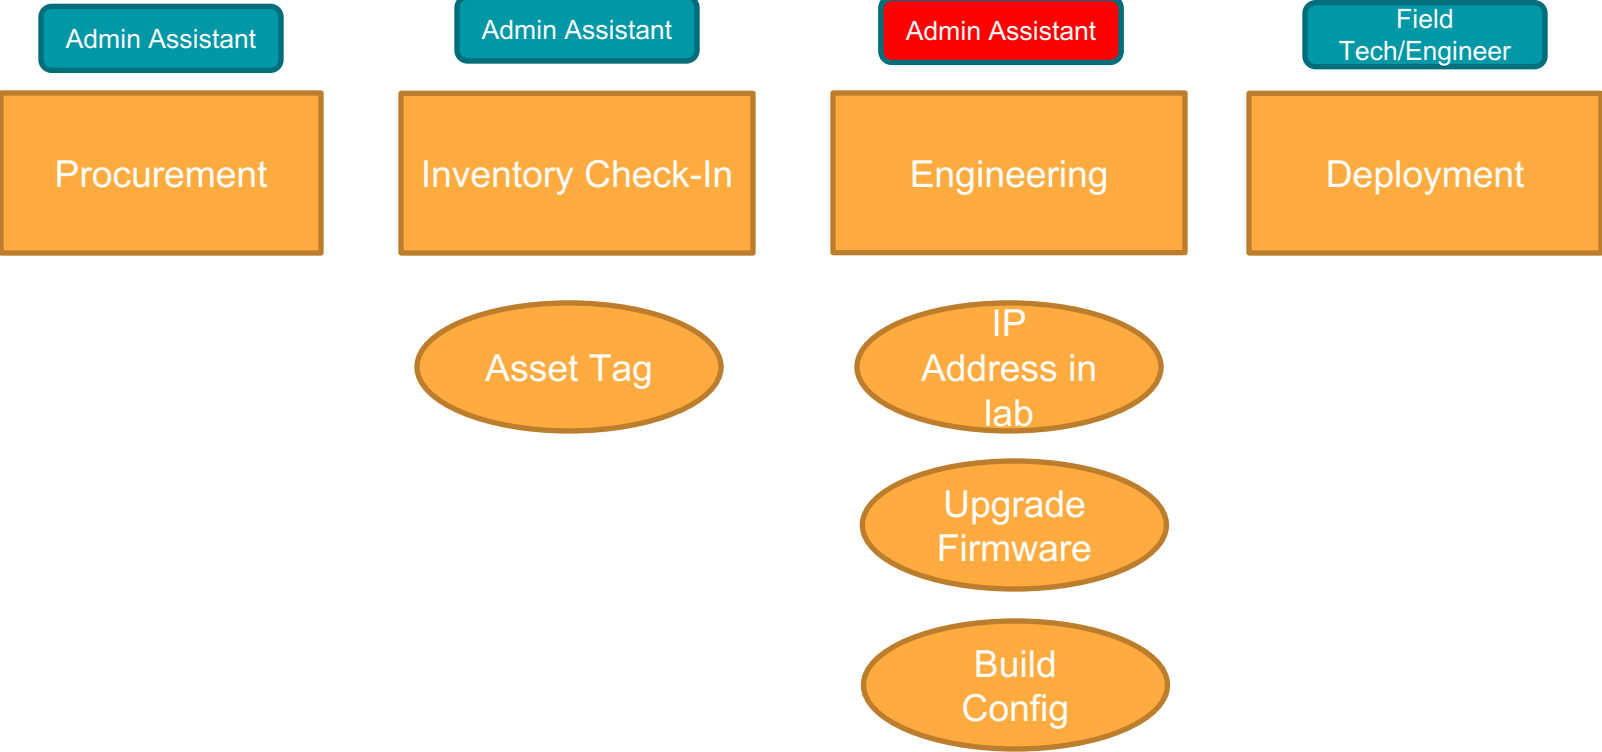 Admin Assistant
Admin Assistant
Admin Assistant
Field
Tech/Engineer
Procurement
Inventory Check-In
Engineering
Deployment
Asset Tag
IP
Address in
lab
Upgrade
Firmware
Build
Config